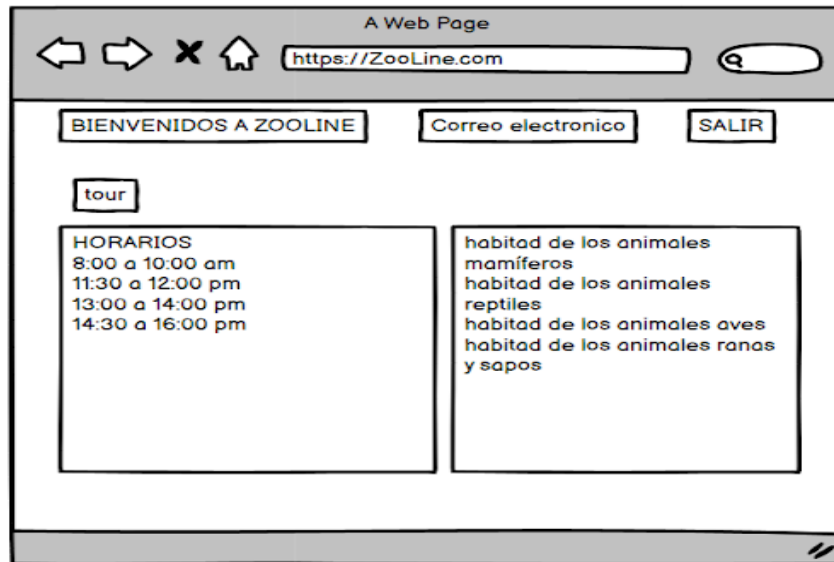 A Web Page
https://ZooLine.com
BIENVENIDOS A ZOOLINE
Correo electronico
SALIR
tour
HORARIOS
8:00 a 10:00 am
11:30 a 12:00 pm
13:00 a 14:00 pm
14:30 a 16:00 pm
habitad de los animales
mamíferos
habitad de los animales
reptiles
habitad de los animales aves
habitad de los animales ranas
y sapos